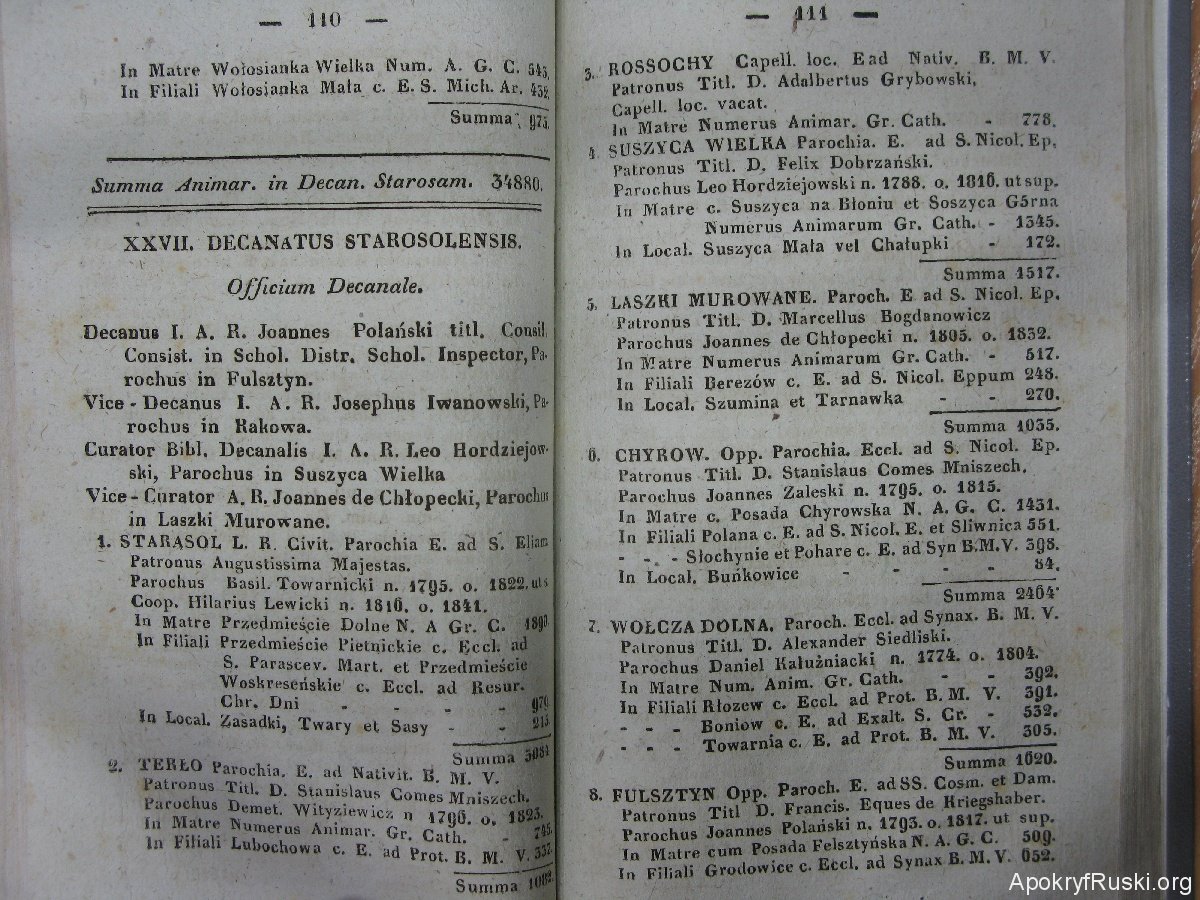 — 110 —
In Matre Wołosianka Wielka Num. A. G. C. 543.
In Filiali Wołosianka Mała c. E. S. Mich. Ar. 432.
Summa 975.
Summa Animar. in Decan. Starosam. 34880.
XXVII. DECANATUS STAROSOLENSIS.
Officium Decanale.
Decanus I. A. R. Joannes Polański titl. Consil.
Consist. in Schol. Distr. Schol. Inspector, Pa-
rochus in Fulsztyn.
Vice - Decanus I. A. R. Josephus Iwanowski, Pa-
rochus in Rakowa.
Curator Bibl. Decanalis I. A. R. Leo Hordziejow-
ski, Parochus in Suszyca Wielka
Vice - Curator A. R. Joannes de Chłopecki, Parochus
in Laszki Murowane.
1. STARASOL L. R. Civit. Parochia E. ad S. Eliam
Patronus Augustissima Majestas.
Parochus Basil. Towarnicki n. 1795. o. 1822. uts
Coop. Hilarius Lewicki n. 1816. o. 1841.
In Matre Przedmieście Dolne N. A Gr. C.
In Filiali Przedmieście Pietnickie c. Eccl. ad
S. Parascev. Mart. et Przedmieście
Woskreseńskie c. Eccl. ad Resur.
Chr. Dni - - - - 970
In Local. Zasadki, Twary et Sasy - -
Summa
2. TERŁO Parochia. E. ad Nativit. B. M. V.
Patronus Titl. D. Stanislaus Comes Mniszech.
Parochus Demet. Wityziewicz n 1796. o. 1823.
In Matre Numerus Animar. Gr. Cath. - 745.
In Filiali Lubochowa c. E. ad Prot. B. M. V. 337.
Summa 1082.
— 111 —
3. ROSSOCHY Capell. loc. E ad Nativ. B. M. V.
Patronus Titl. D. Adalbertus Grybowski,
Capell. loc. vacat.
In Matre Numerus Animar. Gr. Cath. - 778.
4. SUSZYCA WIELKA Parochia. E. ad S. Nicol. Ep.
Patronus Titl. D. Felix Dobrzański.
Parochus Leo Hordziejowski n. 1788. o. 1816. ut sup.
In Matre c. Suszyca na Błoniu et Soszyca Górna
Numerus Animarum Gr. Cath. - 1345.
In Local. Suszyca Mała vel Chałupki - 172.
Summa 1517.
5. LASZKI MUROWANE. Paroch. E ad S. Nicol. Ep.
Patronus Titl. D. Marcellus Bogdanowicz
Parochus Joannes de Chłopecki n. 1805. o. 1832.
In Matre Numerus Animarum Gr. Cath. - 517.
In Filiali Berezów c. E. ad S. Nicol. Eppum 248.
In Local. Szumina et Tarnawka - - 270.
Summa 1035.
6. CHYROW. Opp. Parochia. Eccl. ad S. Nicol. Ep.
Patronus Titl. D. Stanislaus Comes Mniszech.
Parochus Joannes Zaleski n. 1795. o. 1815.
In Matre c. Posada Chyrowska N. A. G. C. 1431.
In Filiali Polana c. E. ad S. Nicol. E. et Sliwnica 551.
- - - Słochynie et Pohare c. E. ad Syn B.M.V. 398.
In Local. Buńkowice - - - - 84.
Summa 2464
7. WOŁCZA DOLNA. Paroch. Eccl. ad Synax. B. M. V.
Patronus Titl. D. Alexander Siedliski.
Parochus Daniel Kałużniacki n. 1774. o. 1804.
In Matre Num. Anim. Gr. Cath. - - 392.
In Filiali Rłozew c. Eccl. ad Prot. B. M. V. 391.
- - - Boniow c. E. ad Exalt. S. Cr. - 532.
- - - Towarnia c. E. ad Prot. B. M. V. 305.
Summa 1620.
8. FULSZTYN Opp. Paroch. E. ad SS. Cosm. et Dam.
Patronus Titl D. Francis. Eques de Kriegshaber.
Parochus Joannes Polański n. 1793. o. 1817. ut sup.
In Matre cum Posada Felsztyńska N. A. G. C. 509.
In Filiali Grodowice c. Eccl. ad Synax B. M. V. 652.
ApokryfRuski.org